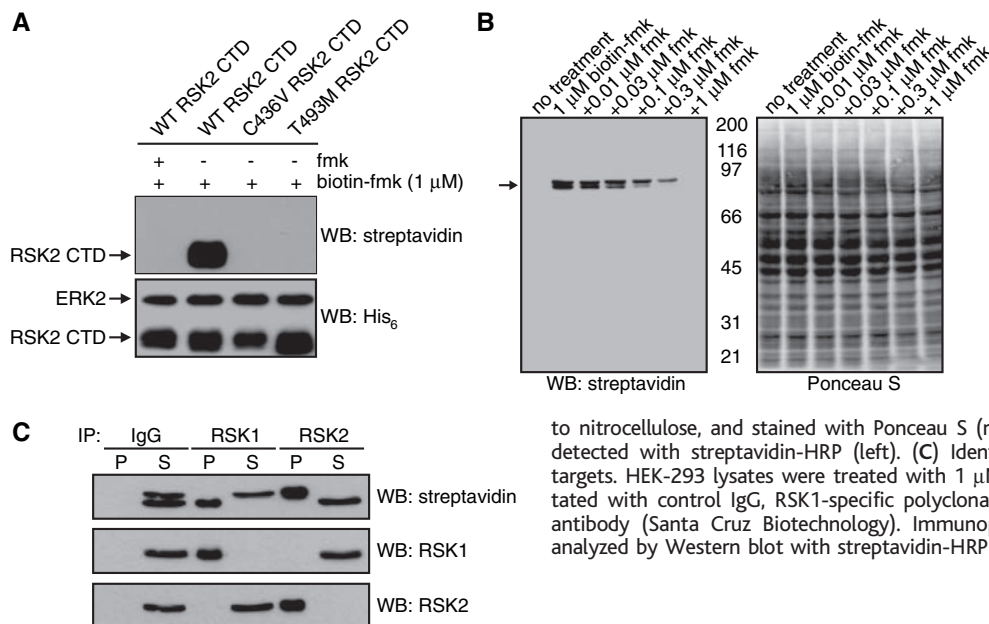 A
WT RSK2 CTD
WT RSK2 CTD
C436V RSK2 CTD
T493M RSK2 CTD
+ - - - fmk
+ + + + biotin-fmk (1 µM)
WB: streptavidin
RSK2 CTD
ERK2
RSK2 CTD
WB: His6
B
no treatment
1 µM biotin-fmk
+0.01 µM fmk
+0.03 µM fmk
+0.1 µM fmk
+0.3 µM fmk
+1 µM fmk
200
116
97
66
45
31
21
WB: streptavidin
no treatment
1 µM biotin-fmk
+0.01 µM fmk
+0.03 µM fmk
+0.1 µM fmk
+0.3 µM fmk
+1 µM fmk
Ponceau S
C
IP: IgG RSK1 RSK2
P S P S P S
WB: streptavidin
WB: RSK1
WB: RSK2
to nitrocellulose, and stained with Ponceau S (
detected with streptavidin-HRP (left). (C)
targets. HEK-293 lysates were treated with 1
tated with control IgG, RSK1-specific
antibody (Santa Cruz Biotechnology).
analyzed by Western blot with streptavidin-HRP